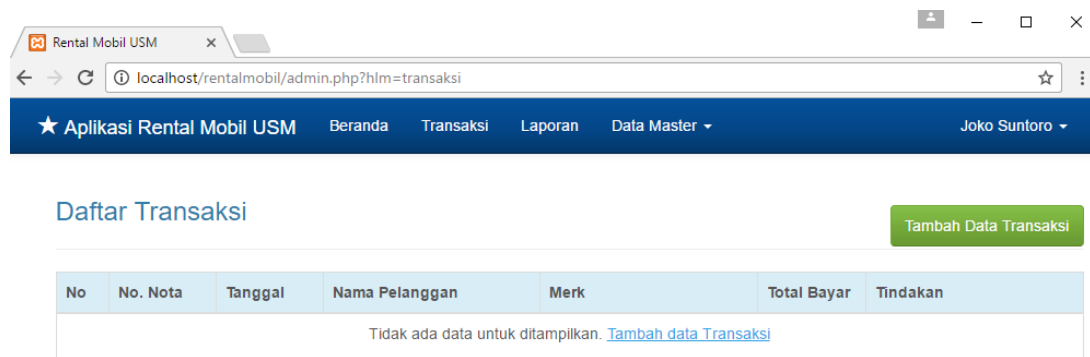 Rental Mobil USM
localhost/rentalmobil/admin.php?hlm=transaksi
Aplikasi Rental Mobil USM Beranda Transaksi Laporan Data Master Joko Suntoro
Daftar Transaksi
Tambah Data Transaksi
No No. Nota Tanggal Nama Pelanggan Merk Total Bayar Tindakan
Tidak ada data untuk ditampilkan. Tambah data Transaksi